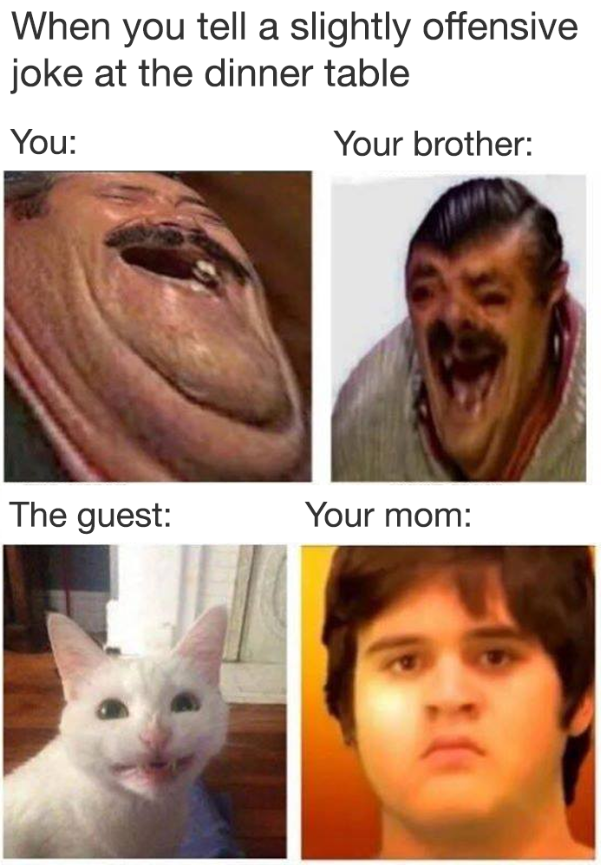 When you tell a slightly offensive
joke at the dinner table
You:
Your brother:
The guest:
Your mom: